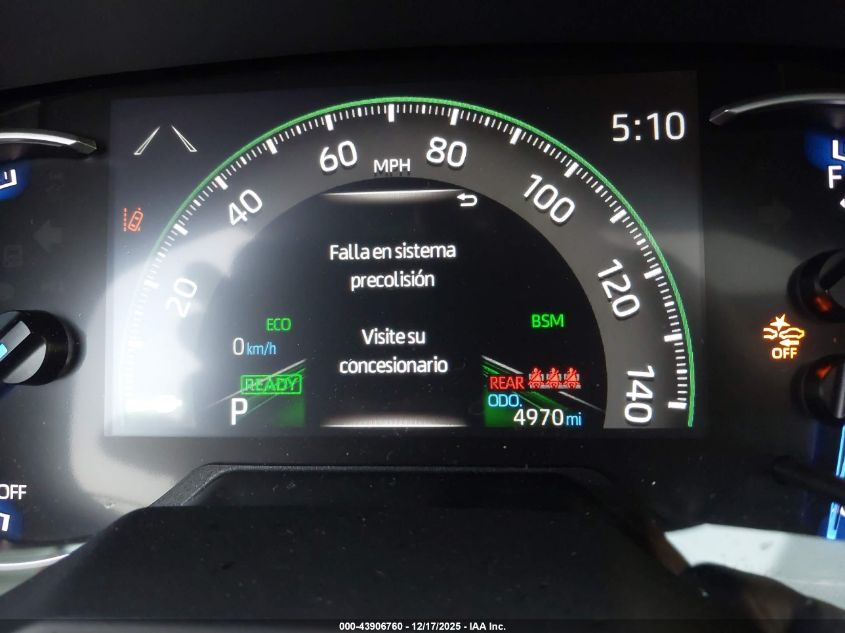 5:10
60
MPH
80
40
100
20
120
140
Falla en sistema
precolisión
Visite su
concesionario
ECO
0 km/h
READY
P
BSM
REAR
ODO.
4970 mi
F
OFF
OFF
000-43906760 - 12/17/2025 - IAA Inc.